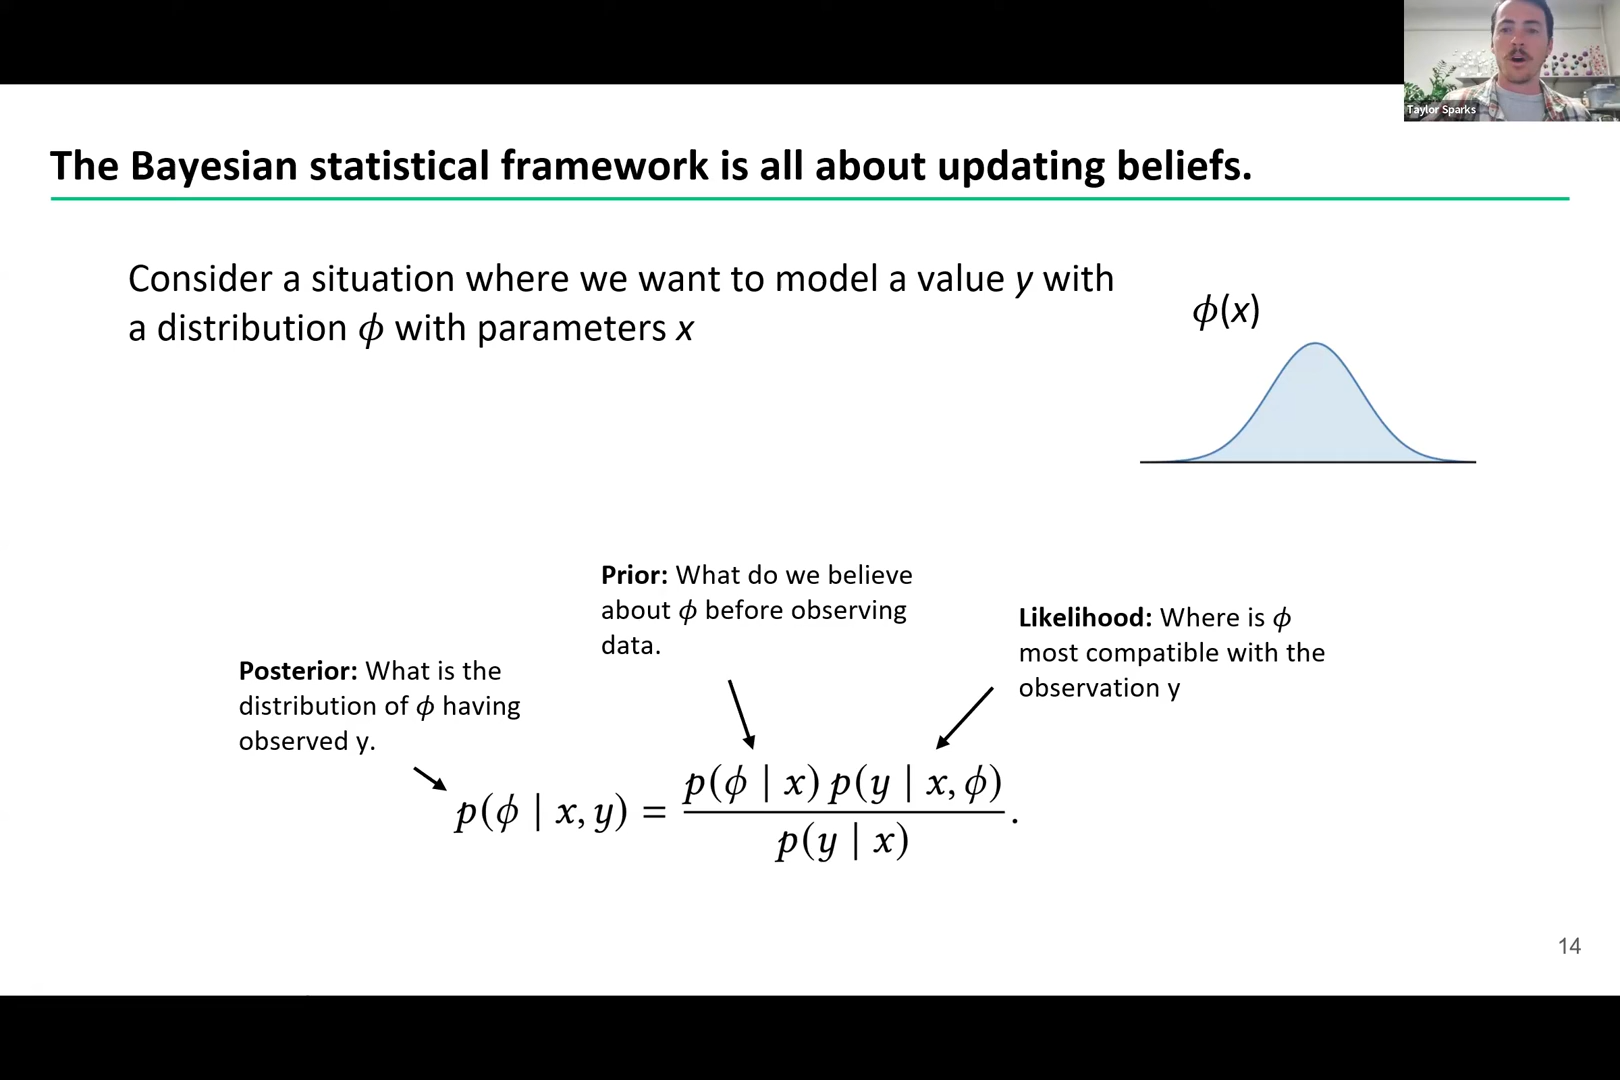 Taylor Sparks
The Bayesian statistical framework is all about updating beliefs.
Consider a situation where we want to model a value y with
a distribution ϕ with parameters x
ϕ(x)
Prior: What do we believe
about ϕ before observing
data.
Likelihood: Where is ϕ
most compatible with the
observation y
Posterior: What is the
distribution of ϕ having
observed y.
p(ϕ | x, y) = p(ϕ | x) p(y | x, ϕ)
p(y | x) .
14